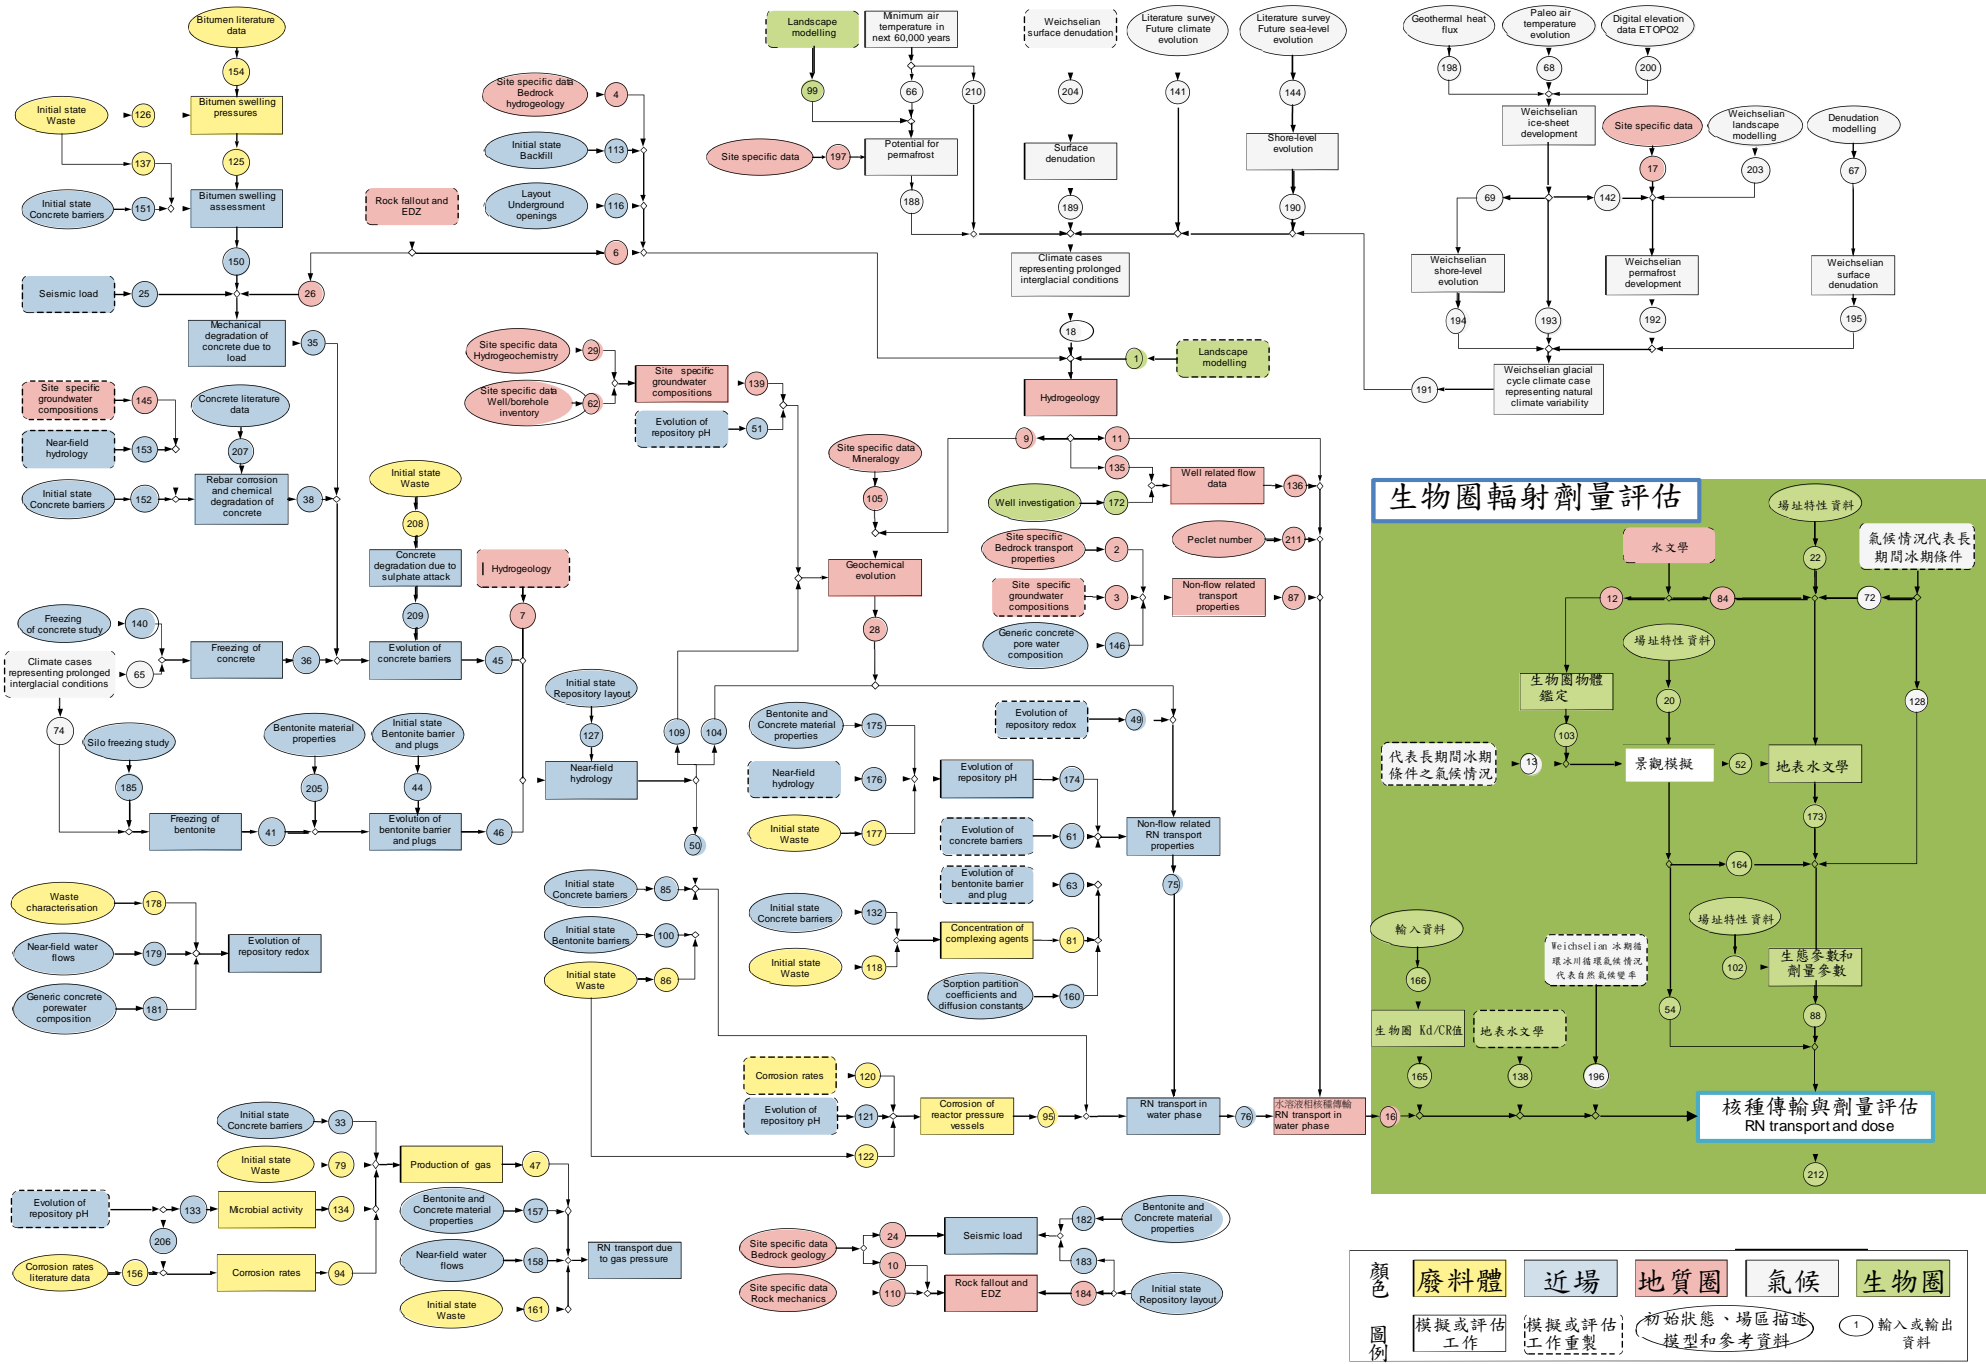 Bitumen literature
data
154
Initial state
Waste
126
Bitumen swelling
pressures
137
125
Initial state
Concrete barriers
151
Bitumen swelling
assessment
150
Seismic load
25
26
Mechanical
degradation of
concrete due to
load
35
Site specific
groundwater
compositions
145
Concrete literature
data
Near-field
hydrology
153
207
Initial state
Concrete barriers
152
Rebar corrosion
and chemical
degradation of
concrete
38
Initial state
Waste
208
Concrete
degradation due to
sulphate attack
209
Hydrogeology
7
Freezing
of concrete study
140
Climate cases
representing prolonged
interglacial conditions
65
Freezing of
concrete
36
Evolution of
concrete barriers
45
74
Silo freezing study
185
Bentonite material
properties
205
Initial state
Bentonite barrier
and plugs
44
Freezing of
bentonite
41
Evolution of
bentonite barrier
and plugs
46
Initial state
Repository layout
127
Near-field
hydrology
109
104
50
Waste
characterisation
178
Near-field water
flows
179
Generic concrete
porewater
composition
181
Evolution of
repository redox
Site specific data
Bedrock
hydrogeology
4
Initial state
Backfill
113
Rock fallout and
EDZ
Layout
Underground
openings
116
6
Site specific data
Hydrogeochemistry
29
Site specific data
Well/borehole
inventory
62
Site specific
groundwater
compositions
139
Evolution of
repository pH
51
Landscape
modelling
99
Minimum air
temperature in
next 60,000 years
66
210
Site specific data
197
Potential for
permafrost
188
Weichselian
surface denudation
204
Surface
denudation
189
Literature survey
Future climate
evolution
141
Literature survey
Future sea-level
evolution
144
Shore-level
evolution
190
Climate cases
representing prolonged
interglacial conditions
18
1
Landscape
modelling
Hydrogeology
Geothermal heat
flux
198
Paleo air
temperature
evolution
68
Digital elevation
data ETOPO2
200
Weichselian
ice-sheet
development
Site specific data
17
Weichselian
landscape
modelling
203
Denudation
modelling
67
69
142
Weichselian
shore-level
evolution
194
193
Weichselian
permafrost
development
192
Weichselian
surface
denudation
195
191
Weichselian glacial
cycle climate case
representing natural
climate variability
9
11
Site specific data
Mineralogy
105
135
Well related flow
data
136
Well investigation
172
Site specific
Bedrock transport
properties
2
Peclet number
211
Geochemical
evolution
28
Site specific
groundwater
compositions
3
Non-flow related
transport
properties
87
Generic concrete
pore water
composition
146
Evolution of
repository redox
49
Bentonite and
Concrete material
properties
175
Near-field
hydrology
176
Evolution of
repository pH
174
Initial state
Waste
177
Evolution of
concrete barriers
61
Non-flow related
RN transport
properties
Evolution of
bentonite barrier
and plug
63
75
Initial state
Concrete barriers
85
Initial state
Bentonite barriers
100
Initial state
Waste
86
Initial state
Concrete barriers
132
Concentration of
complexing agents
81
Initial state
Waste
118
Sorption partition
coefficients and
diffusion constants
160
Corrosion rates
120
Evolution of
repository pH
121
122
Corrosion of
reactor pressure
vessels
95
RN transport in
water phase
76
水溶液相核種傳輸
RN transport in
water phase
16
Initial state
Concrete barriers
33
Initial state
Waste
79
Production of gas
47
Evolution of
repository pH
133
Microbial activity
134
206
Corrosion rates
literature data
156
Corrosion rates
94
Bentonite and
Concrete material
properties
157
Near-field water
flows
158
Initial state
Waste
161
RN transport due
to gas pressure
Site specific data
Bedrock geology
24
10
Site specific data
Rock mechanics
110
Seismic load
Rock fallout and
EDZ
182
Bentonite and
Concrete material
properties
183
184
Initial state
Repository layout
生物圈輻射劑量評估
場址特性資料
22
水文學
氣候情況代表長
期間冰期條件
12
84
72
場址特性資料
20
128
生物圈物體
鑑定
103
代表長期間冰期
條件之氣候情況
13
景觀模擬
52
地表水文學
173
164
輸入資料
166
場址特性資料
102
生態參數和
劑量參數
Weichselian 冰期循
環冰川循環氣候情況
代表自然氣候變率
54
88
生物圈 Kd/CR值
165
地表水文學
138
196
核種傳輸與劑量評估
RN transport and dose
212
顏色
廢料體
近場
地質圈
氣候
生物圈
圖例
模擬或評估
工作
模擬或評估
工作重製
初始狀態、場區描述
模型和參考資料
1
輸入或輸出
資料